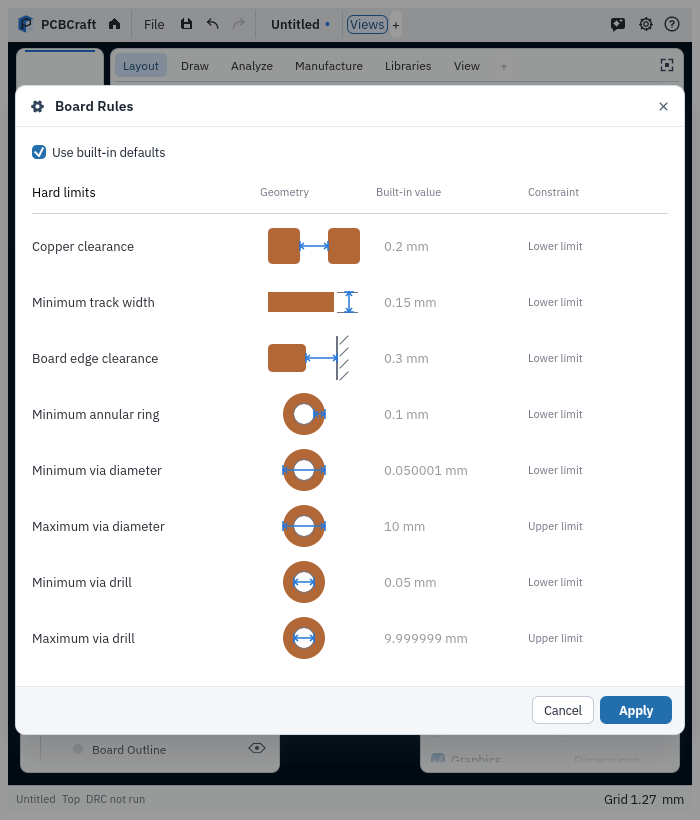 PCBCraft File Untitled • Views +
Layout Draw Analyze Manufacture Libraries View +
Board Rules
Use built-in defaults
Hard limits Geometry Built-in value Constraint
Copper clearance 0.2 mm Lower limit
Minimum track width 0.15 mm Lower limit
Board edge clearance 0.3 mm Lower limit
Minimum annular ring 0.1 mm Lower limit
Minimum via diameter 0.050001 mm Lower limit
Maximum via diameter 10 mm Upper limit
Minimum via drill 0.05 mm Lower limit
Maximum via drill 9.999999 mm Upper limit
Cancel Apply
Board Outline Graphics Dimensions
Untitled Top DRC not run Grid 1.27 mm